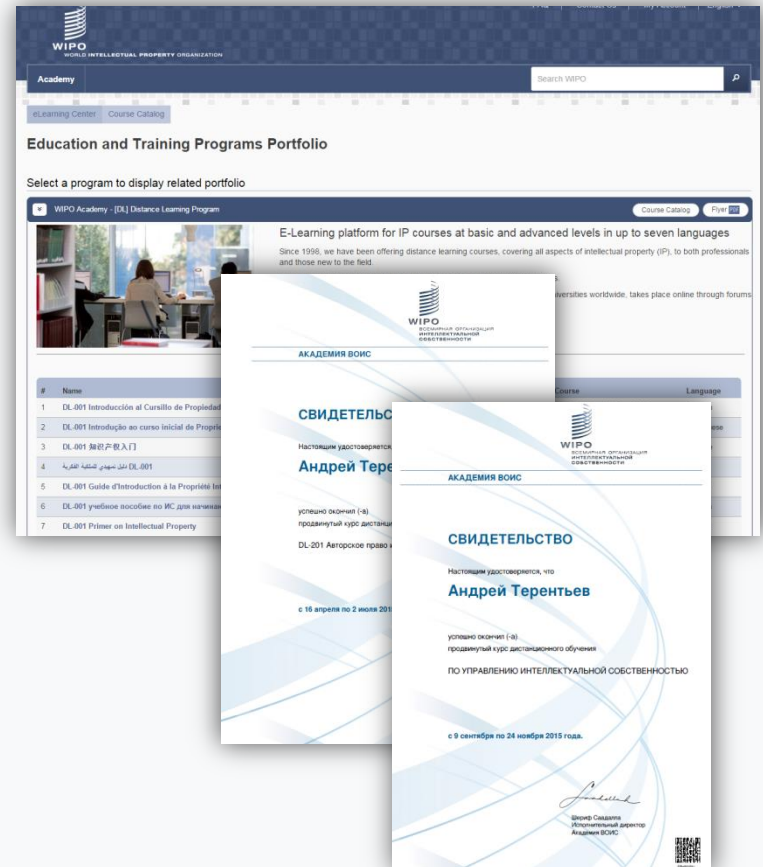 FAQ Contact Us My Account English
WIPO
WORLD INTELLECTUAL PROPERTY ORGANIZATION
Academy
Search WIPO
eLearning Center Course Catalog
Education and Training Programs Portfolio
Select a program to display related portfolio
WIPO Academy - [DL] Distance Learning Program
Course Catalog Flyer
E-Learning platform for IP courses at basic and advanced levels in up to seven languages
Since 1998, we have been offering distance learning courses, covering all aspects of intellectual property (IP), to both professionals
and those new to the field.
worldwide, takes place online through forums
# Name Course Language
1 DL-001 Introducción al Cursillo de
2 DL-001 Introdução ao curso inicial de
3 DL-001 知识产权入门
4 DL-001 دليل تمهيدي للملكية الفكرية
5 DL-001 Guide d'Introduction à la Propriété
6 DL-001 учебное пособие по ИС для
7 DL-001 Primer on Intellectual Property
WIPO
ВСЕМИРНАЯ ОРГАНИЗАЦИЯ
ИНТЕЛЛЕКТУАЛЬНОЙ
СОБСТВЕННОСТИ
АКАДЕМИЯ ВОИС
Настоящим удостоверяется
Андрей
успешно окончил (-а)
продвинутый курс
DL-201 Авторское право
с 16 апреля по 2 июля
WIPO
ВСЕМИРНАЯ ОРГАНИЗАЦИЯ
ИНТЕЛЛЕКТУАЛЬНОЙ
СОБСТВЕННОСТИ
АКАДЕМИЯ ВОИС
СВИДЕТЕЛЬСТВО
Настоящим удостоверяется, что
Андрей Терентьев
успешно окончил (-а)
продвинутый курс дистанционного обучения
ПО УПРАВЛЕНИЮ ИНТЕЛЛЕКТУАЛЬНОЙ СОБСТВЕННОСТЬЮ
с 9 сентября по 24 ноября 2015 года.
Шериф Саадалла
Исполнительный директор
Академия ВОИС